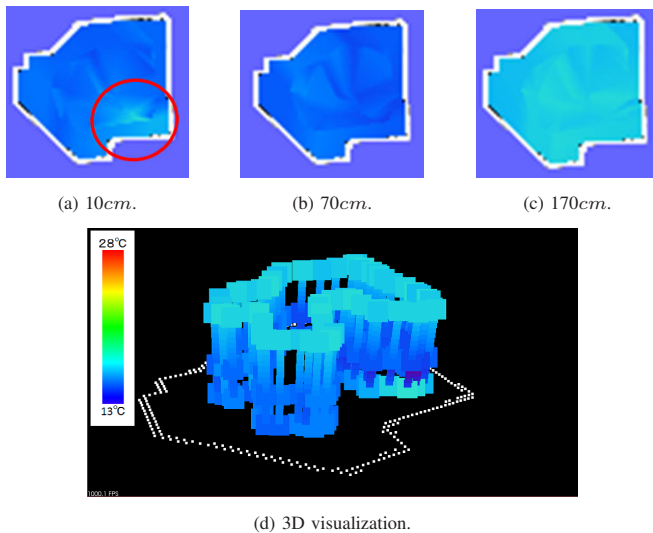 (a) 10cm.
(b) 70cm.
(c) 170cm.
28°C
13°C
1000.1 FPS
(d) 3D visualization.